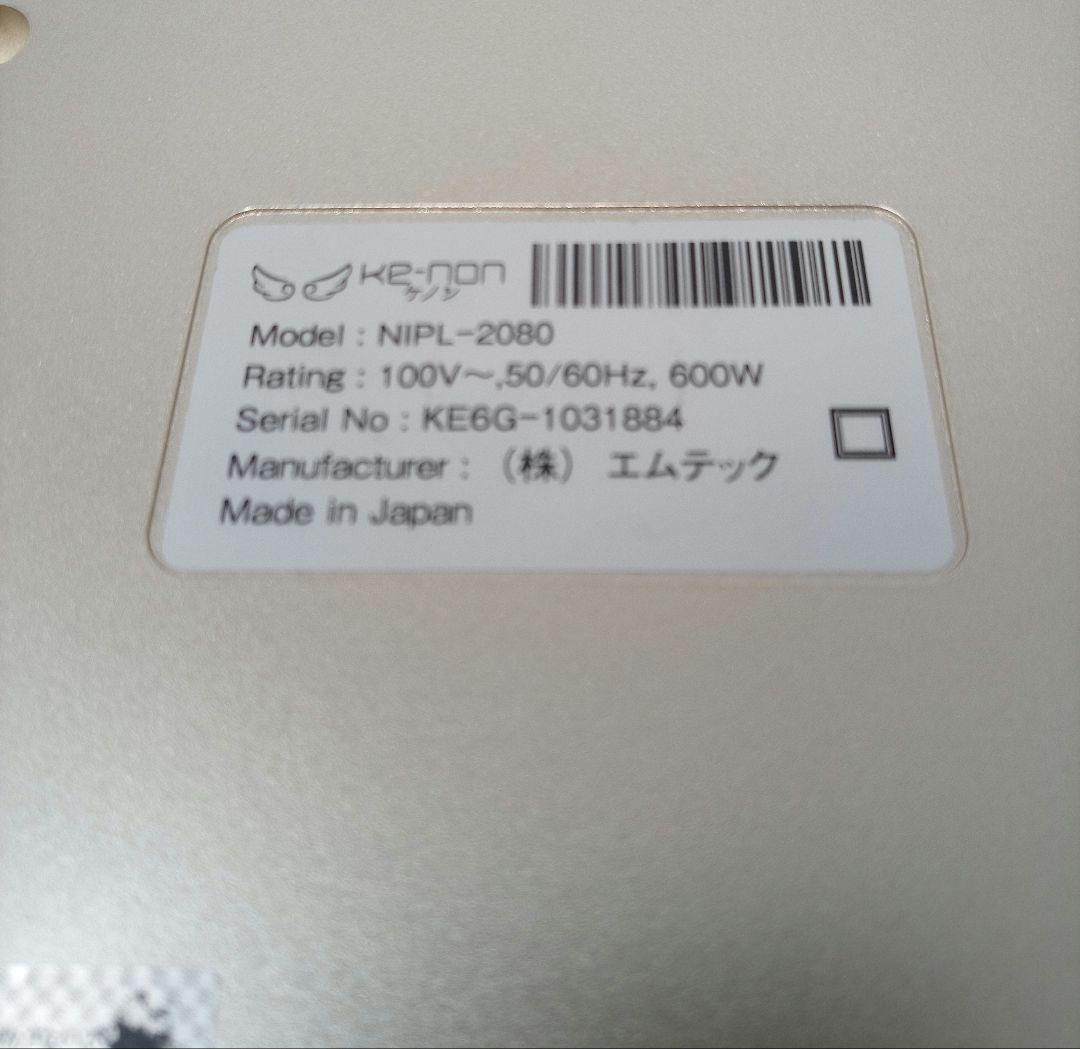 ke-non
ケノン
Model : NIPL-2080
Rating : 100V～,50/60Hz, 600W
Serial No : KE6G-1031884
Manufacturer : （株） エムテック
Made in Japan